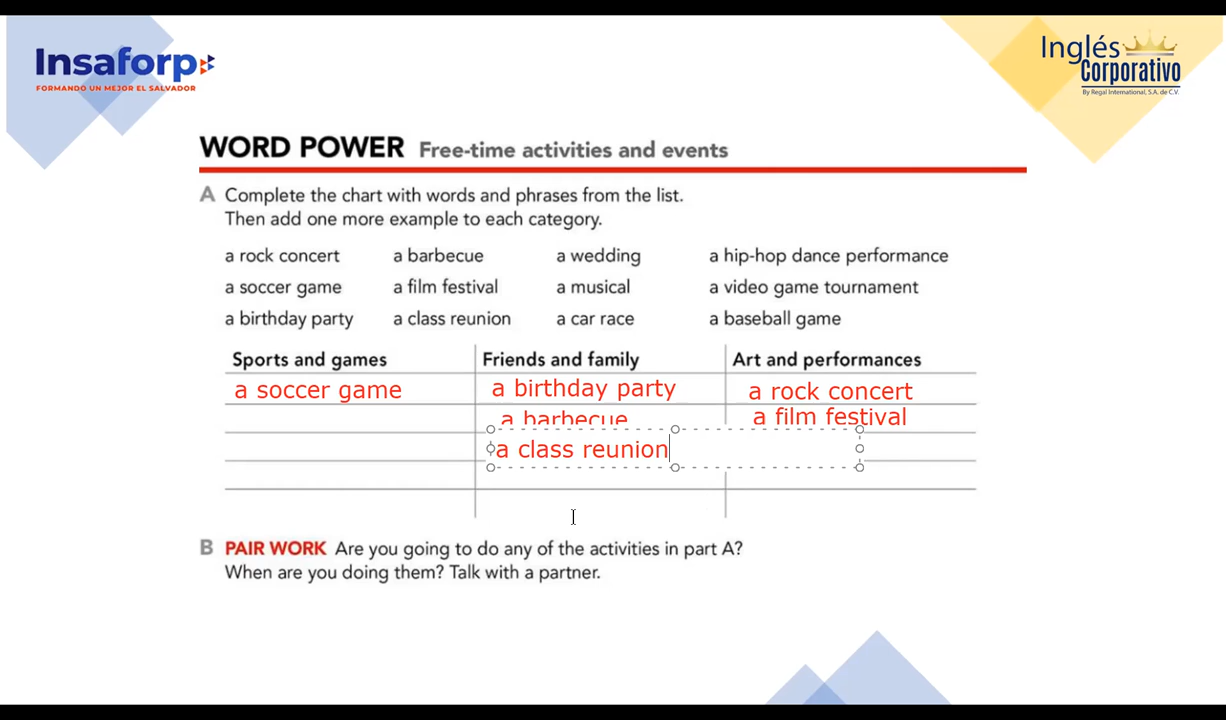 Insaforp
FORMANDO UN MEJOR EL SALVADOR
Inglés
Corporativo
By Regal International, S.A. de C.V.
WORD POWER Free-time activities and events
A Complete the chart with words and phrases from the list.
Then add one more example to each category.
a rock concert a barbecue a wedding a hip-hop dance performance
a soccer game a film festival a musical a video game tournament
a birthday party a class reunion a car race a baseball game
Sports and games Friends and family Art and performances
a soccer game a birthday party a rock concert
a barbecue a film festival
a class reunion
B PAIR WORK Are you going to do any of the activities in part A?
When are you doing them? Talk with a partner.